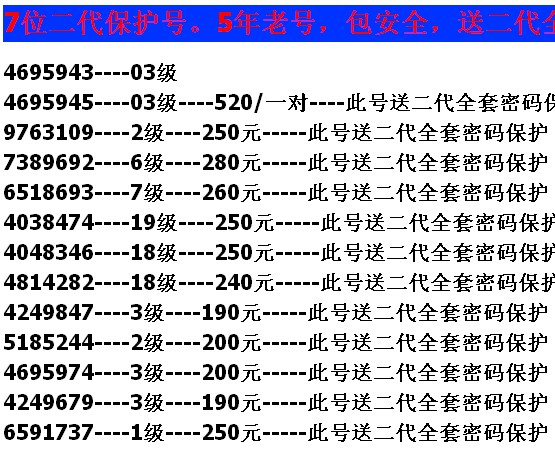 7位二代保护号。5年老号，包安全，送二代全
4695943----03级
4695945----03级----520/一对----此号送二代全套密码保
9763109----2级----250元-----此号送二代全套密码保护
7389692----6级----280元-----此号送二代全套密码保护
6518693----7级----260元-----此号送二代全套密码保护
4038474----19级----250元-----此号送二代全套密码保护
4048346----18级----250元-----此号送二代全套密码保护
4814282----18级----240元-----此号送二代全套密码保护
4249847----3级----190元-----此号送二代全套密码保护
5185244----2级----200元-----此号送二代全套密码保护
4695974----3级----200元-----此号送二代全套密码保护
4249679----3级----190元-----此号送二代全套密码保护
6591737----1级----250元-----此号送二代全套密码保护